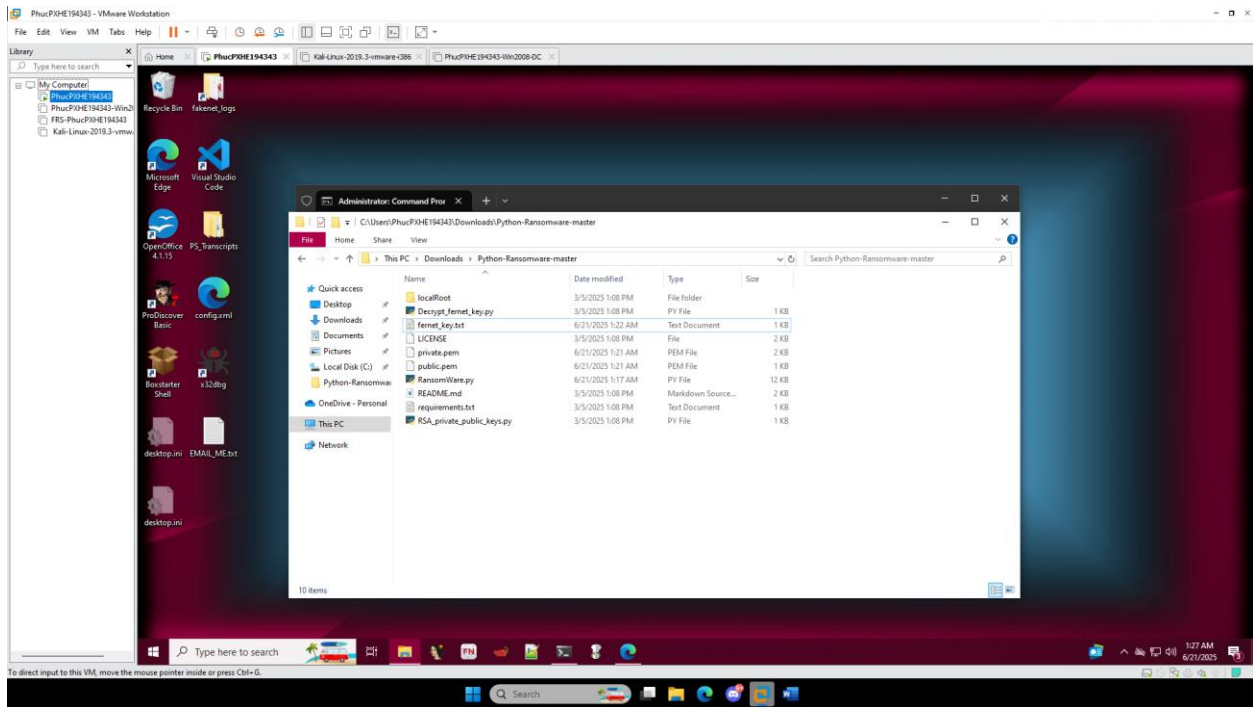 PhucPXHE194343 - VMware Workstation
File Edit View VM Tabs Help
Library
Type here to search
My Computer
PhucPXHE194343
PhucPXHE194343-Win2
FRS-PhucPXHE194343
Kali-Linux-2019.3-vmw
Home
PhucPXHE194343
Kali-Linux-2019.3-vmware-i386
PhucPXHE194343-Win2008-DC
Recycle Bin
fakenet_logs
Microsoft Edge
Visual Studio Code
OpenOffice 4.1.15
PS_Transcripts
ProDiscover Basic
config.xml
Boxstarter Shell
x32dbg
desktop.ini
EMAIL_ME.txt
desktop.ini
Administrator: Command Pror
C:\Users\PhucPXHE194343\Downloads\Python-Ransomware-master
File Home Share View
This PC > Downloads > Python-Ransomware-master
Search Python-Ransomware-master
Quick access
Desktop
Downloads
Documents
Pictures
Local Disk (C:)
Python-Ransomwar
OneDrive - Personal
This PC
Network
Name Date modified Type Size
localRoot 3/5/2025 1:08 PM File folder
Decrypt_fernet_key.py 3/5/2025 1:08 PM PY File 1 KB
fernet_key.txt 6/21/2025 1:22 AM Text Document 1 KB
LICENSE 3/5/2025 1:08 PM File 2 KB
private.pem 6/21/2025 1:21 AM PEM File 2 KB
public.pem 6/21/2025 1:21 AM PEM File 1 KB
RansomWare.py 6/21/2025 1:17 AM PY File 12 KB
README.md 3/5/2025 1:08 PM Markdown Source... 2 KB
requirements.txt 3/5/2025 1:08 PM Text Document 1 KB
RSA_private_public_keys.py 3/5/2025 1:08 PM PY File 1 KB
10 items
Type here to search
FN
1:27 AM
6/21/2025
To direct input to this VM, move the mouse pointer inside or press Ctrl+G.
Search